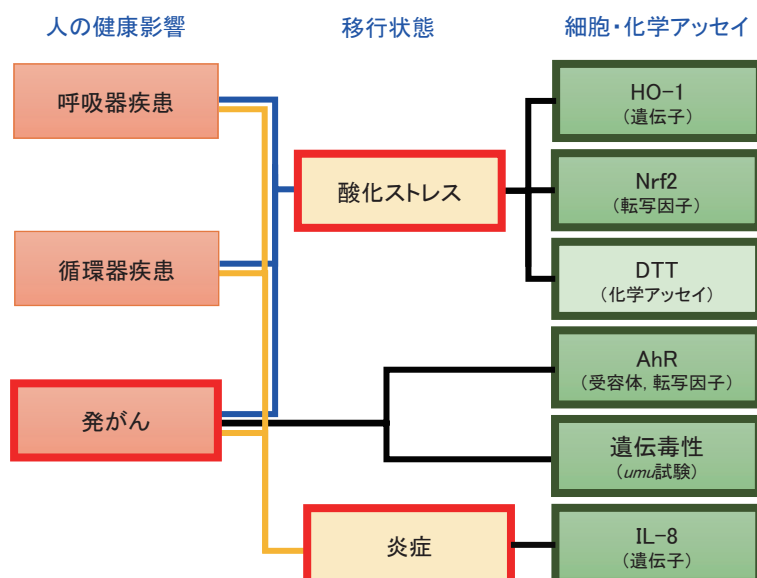 人の健康影響
移行状態
細胞・化学アッセイ
呼吸器疾患
循環器疾患
発がん
酸化ストレス
炎症
HO-1
(遺伝子)
Nrf2
(転写因子)
DTT
(化学アッセイ)
AhR
(受容体, 転写因子)
遺伝毒性
(umu試験)
IL-8
(遺伝子)